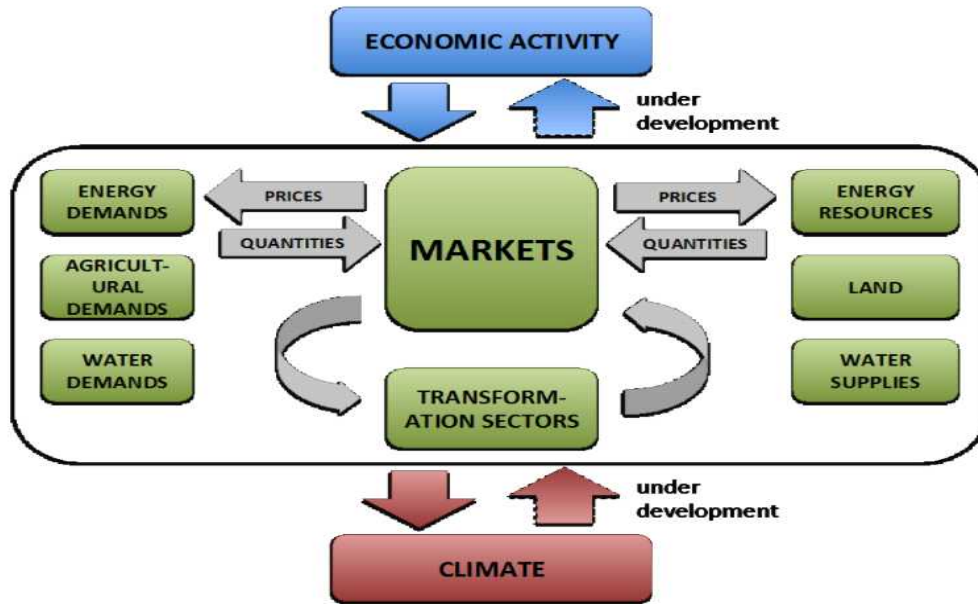 ECONOMIC ACTIVITY
under
development
ENERGY
DEMANDS
PRICES
QUANTITIES
AGRICULT-
URAL
DEMANDS
WATER
DEMANDS
MARKETS
TRANSFORM-
ATION SECTORS
PRICES
QUANTITIES
ENERGY
RESOURCES
LAND
WATER
SUPPLIES
under
development
CLIMATE